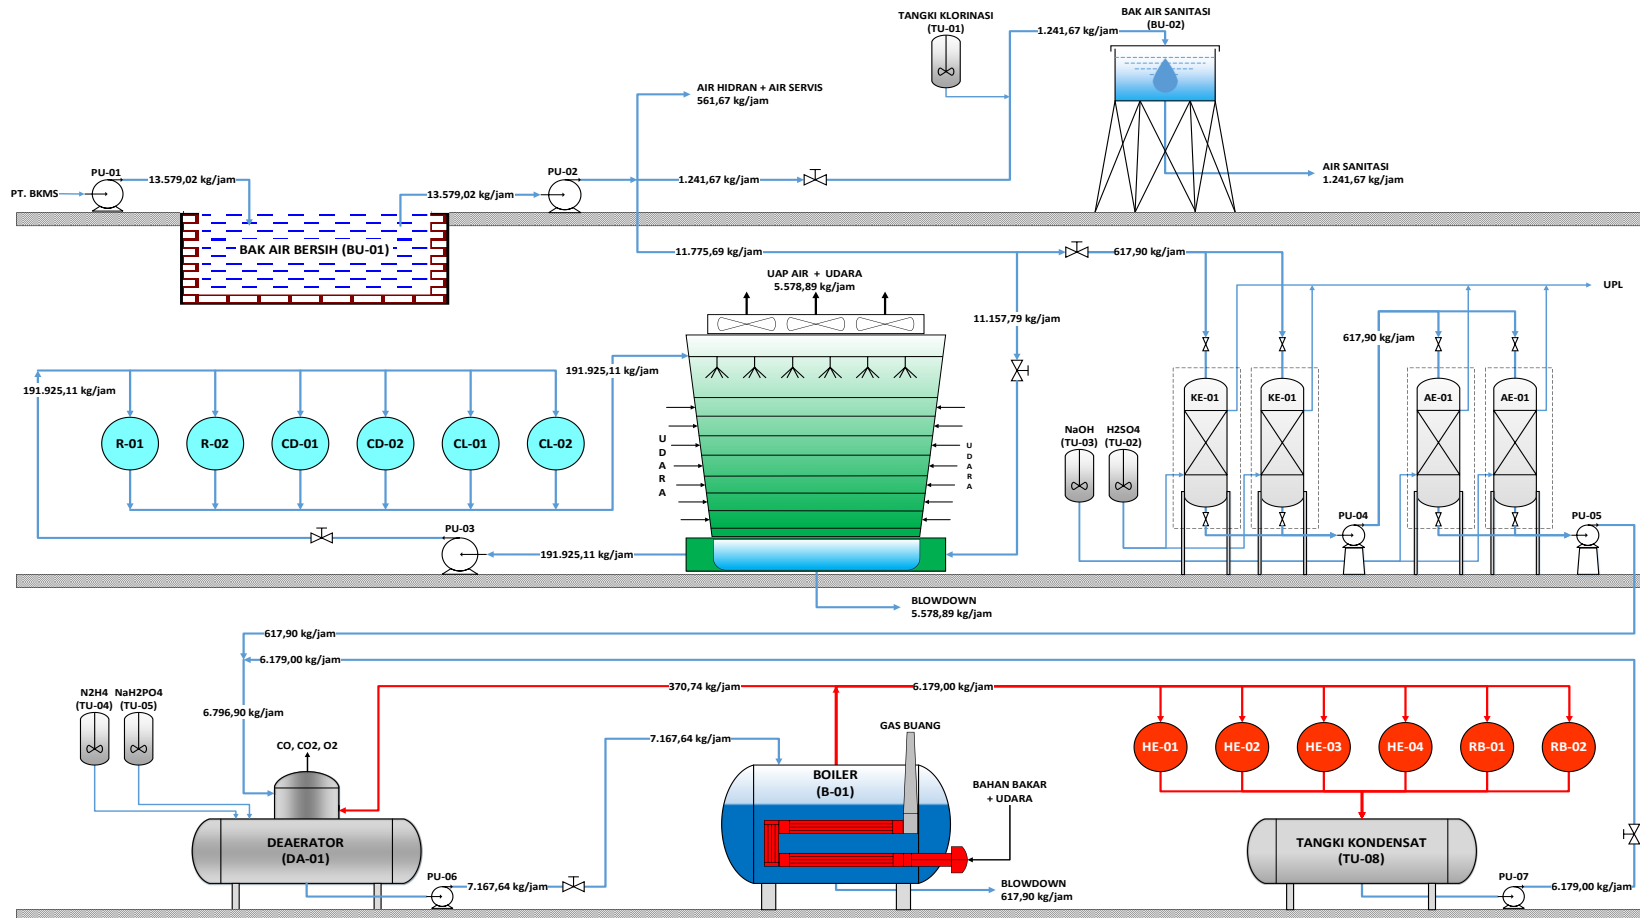 TANGKI KLORINASI
(TU-01)
BAK AIR SANITASI
(BU-02)
1.241,67 kg/jam
AIR HIDRAN + AIR SERVIS
561,67 kg/jam
PT. BKMS
PU-01
13.579,02 kg/jam
13.579,02 kg/jam
PU-02
1.241,67 kg/jam
AIR SANITASI
1.241,67 kg/jam
BAK AIR BERSIH (BU-01)
11.775,69 kg/jam
617,90 kg/jam
UAP AIR + UDARA
5.578,89 kg/jam
UPL
11.157,79 kg/jam
617,90 kg/jam
191.925,11 kg/jam
191.925,11 kg/jam
KE-01
KE-01
AE-01
AE-01
R-01
R-02
CD-01
CD-02
CL-01
CL-02
UDARA
UDARA
NaOH
(TU-03)
H2SO4
(TU-02)
PU-03
191.925,11 kg/jam
PU-04
PU-05
BLOWDOWN
5.578,89 kg/jam
617,90 kg/jam
6.179,00 kg/jam
370,74 kg/jam
6.179,00 kg/jam
N2H4
(TU-04)
NaH2PO4
(TU-05)
6.796,90 kg/jam
CO, CO2, O2
7.167,64 kg/jam
GAS BUANG
HE-01
HE-02
HE-03
HE-04
RB-01
RB-02
BOILER
(B-01)
BAHAN BAKAR
+ UDARA
DEAERATOR
(DA-01)
TANGKI KONDENSAT
(TU-08)
PU-06
7.167,64 kg/jam
BLOWDOWN
617,90 kg/jam
PU-07
6.179,00 kg/jam